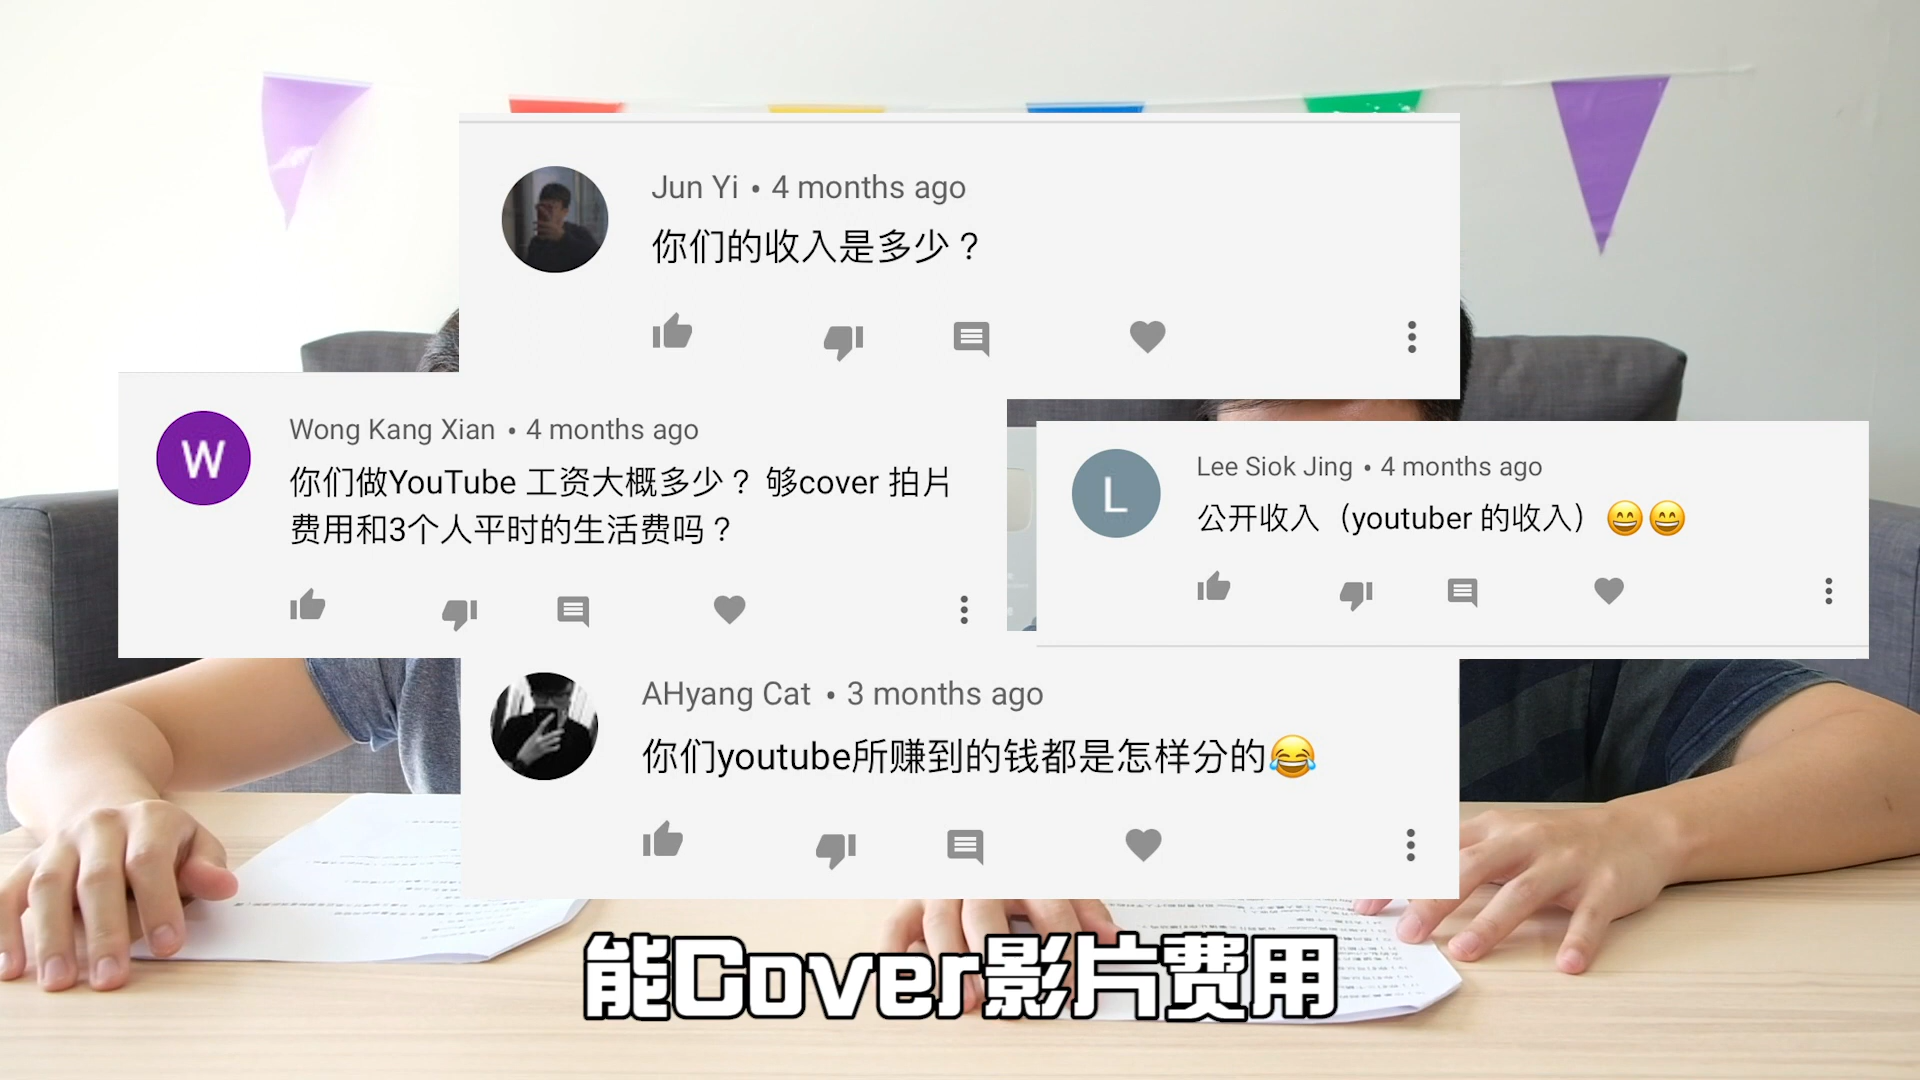 Jun Yi • 4 months ago
你们的收入是多少？
W
Wong Kang Xian • 4 months ago
你们做YouTube 工资大概多少？ 够cover 拍片
费用和3个人平时的生活费吗？
L
Lee Siok Jing • 4 months ago
公开收入（youtuber 的收入）😄😄
AHyang Cat • 3 months ago
你们youtube所赚到的钱都是怎样分的😂
能Cover影片费用